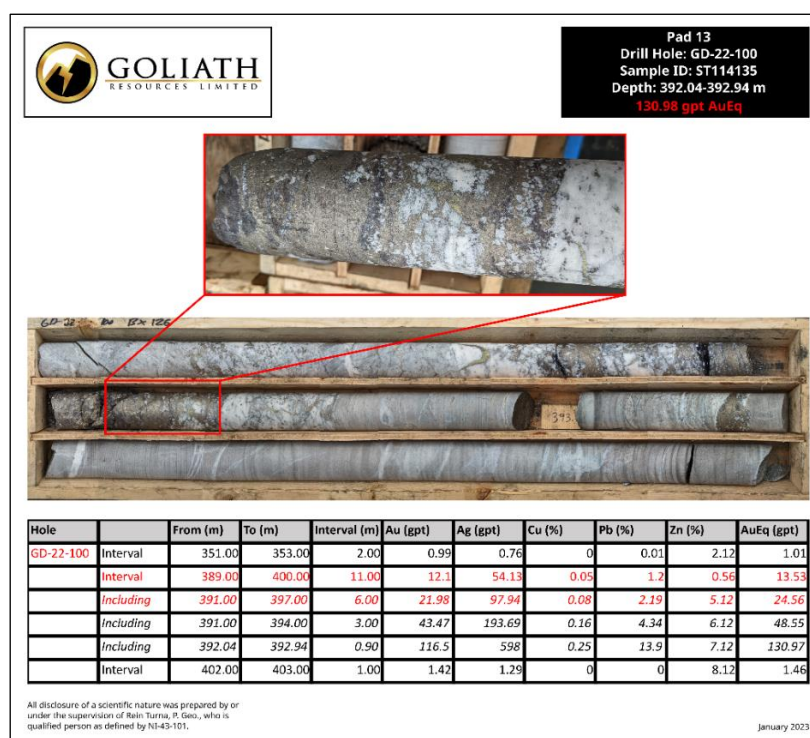 GOLIATH
RESOURCES LIMITED
Pad 13
Drill Hole: GD-22-100
Sample ID: ST114135
Depth: 392.04-392.94 m
130.98 gpt AuEq
GD-22- Bx 126
393
Hole From (m) To (m) Interval (m) Au (gpt) Ag (gpt) Cu (%) Pb (%) Zn (%) AuEq (gpt)
GD-22-100 Interval 351.00 353.00 2.00 0.99 0.76 0 0.01 2.12 1.01
Interval 389.00 400.00 11.00 12.1 54.13 0.05 1.2 0.56 13.53
Including 391.00 397.00 6.00 21.98 97.94 0.08 2.19 5.12 24.56
Including 391.00 394.00 3.00 43.47 193.69 0.16 4.34 6.12 48.55
Including 392.04 392.94 0.90 116.5 598 0.25 13.9 7.12 130.97
Interval 402.00 403.00 1.00 1.42 1.29 0 0 8.12 1.46
All disclosure of a scientific nature was prepared by or
under the supervision of Rein Turna, P. Geo., who is
qualified person as defined by NI-43-101.
January 2023